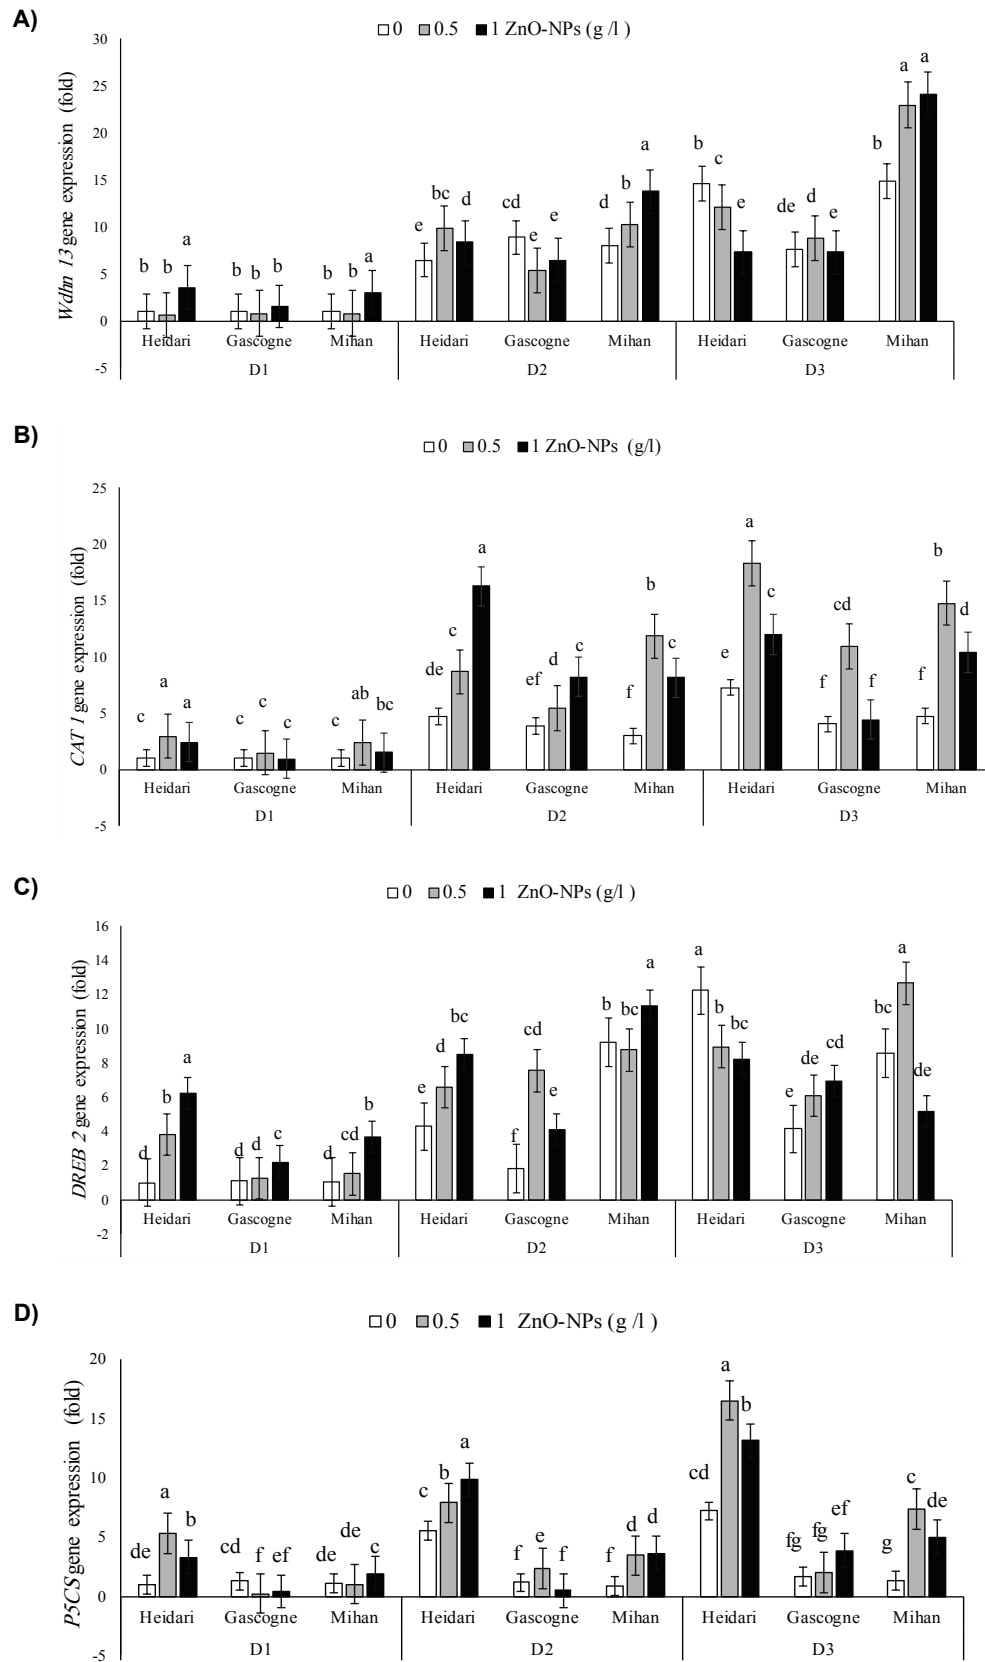 A)
0 0.5 1 ZnO-NPs (g /l )
Wdhn 13 gene expression (fold)
30
25
20
15
10
5
0
-5
b b a b b b b b a
e bc d cd e e d b a
b c e de d e b a a
Heidari Gascogne Mihan Heidari Gascogne Mihan Heidari Gascogne Mihan
D1 D2 D3
B)
0 0.5 1 ZnO-NPs (g/l)
CAT 1 gene expression (fold)
25
20
15
10
5
0
-5
c a a c c c c ab bc
de c a ef d c f b c
e a c f cd f f b d
Heidari Gascogne Mihan Heidari Gascogne Mihan Heidari Gascogne Mihan
D1 D2 D3
C)
0 0.5 1 ZnO-NPs (g/l )
DREB 2 gene expression (fold)
16
14
12
10
8
6
4
2
0
-2
d b a d d c d cd b
e d bc f cd e b bc a
a b bc e de cd bc a de
Heidari Gascogne Mihan Heidari Gascogne Mihan Heidari Gascogne Mihan
D1 D2 D3
D)
0 0.5 1 ZnO-NPs (g /l )
P5CS gene expression (fold)
20
15
10
5
0
-5
de a b cd f ef de de c
c b a f e f f d d
cd a b fg fg ef g c de
Heidari Gascogne Mihan Heidari Gascogne Mihan Heidari Gascogne Mihan
D1 D2 D3